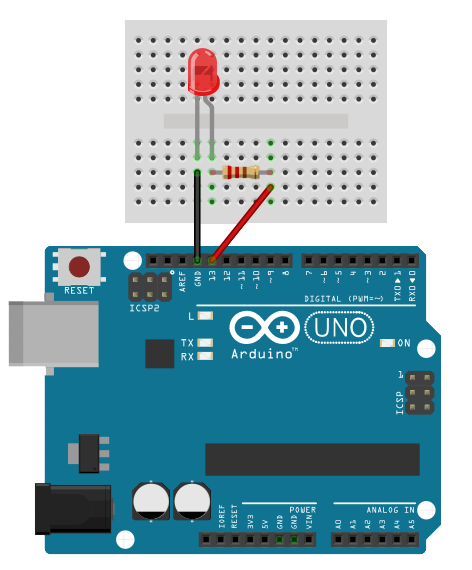 RESET
ICSP2
AREF
GND
13
12
~11
~10
~9
8
7
~6
~5
4
~3
2
TX0▶1
RX0◀0
DIGITAL (PWM=~)
L
TX
RX
Arduino™
UNO
ON
1
ICSP
IOREF
RESET
3V3
5V
GND
GND
VIN
POWER
A0
A1
A2
A3
A4
A5
ANALOG IN